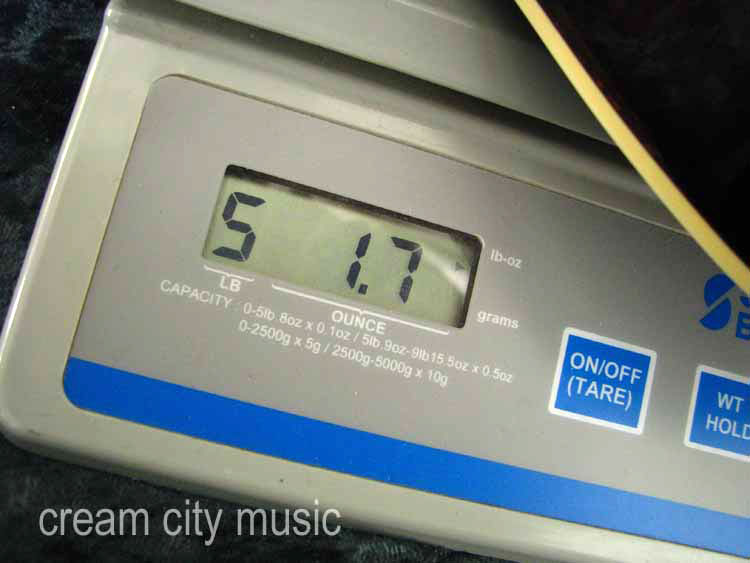 5 1.7
lb-oz
LB
OUNCE
grams
CAPACITY : 0-5lb.8oz x 0.1oz / 5lb.9oz-9lb15.5oz x 0.5oz
0-2500g x 5g / 2500g-5000g x 10g
ON/OFF
(TARE)
WT
HOLD
cream city music